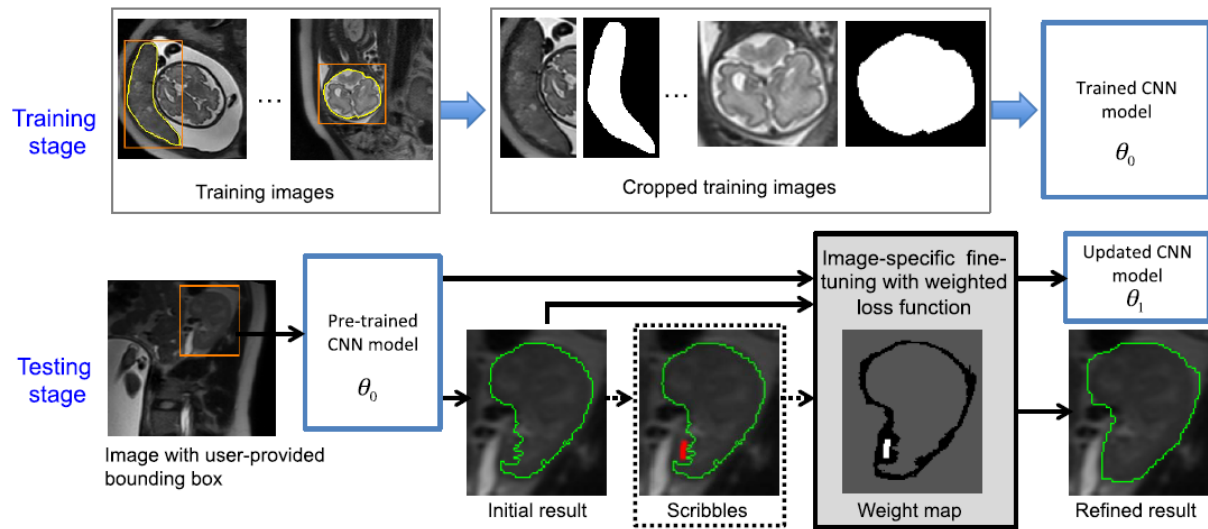 Training
stage
...
Training images
...
Cropped training images
Trained CNN
model
θ₀
Testing
stage
Image with user-provided
bounding box
Pre-trained
CNN model
θ₀
Initial result
Scribbles
Image-specific fine-
tuning with weighted
loss function
Weight map
Updated CNN
model
θ₁
Refined result